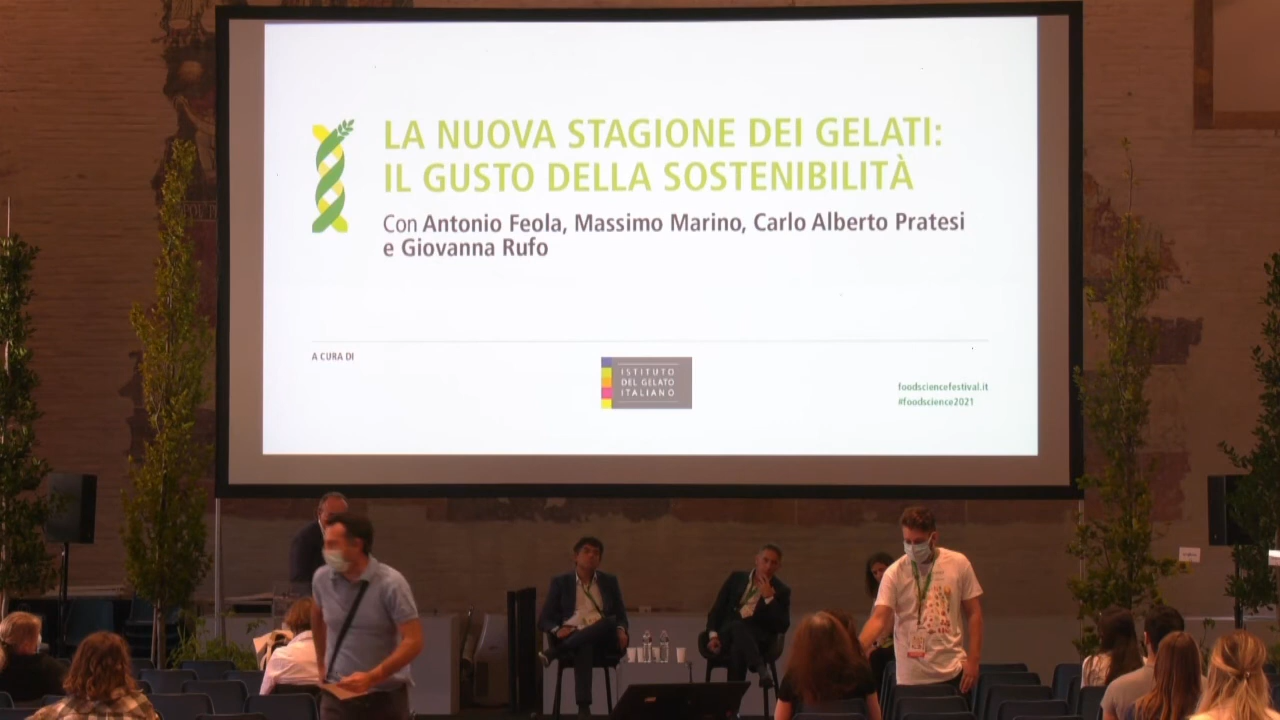 LA NUOVA STAGIONE DEI GELATI:
IL GUSTO DELLA SOSTENIBILITÀ
Con Antonio Feola, Massimo Marino, Carlo Alberto Pratesi
e Giovanna Rufo
A CURA DI
ISTITUTO
DEL GELATO
ITALIANO
foodsciencefestival.it
#foodscience2021